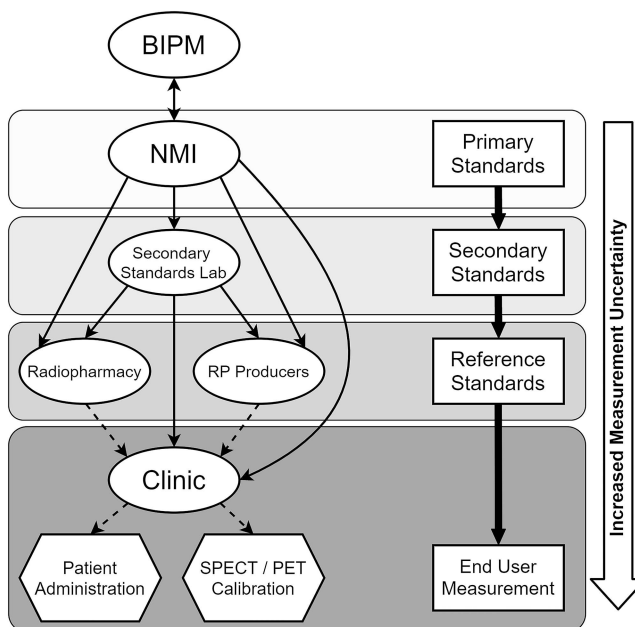 BIPM
NMI
Primary
Standards
Secondary
Standards Lab
Secondary
Standards
Radiopharmacy
RP Producers
Reference
Standards
Clinic
Patient
Administration
SPECT / PET
Calibration
End User
Measurement
Increased Measurement Uncertainty